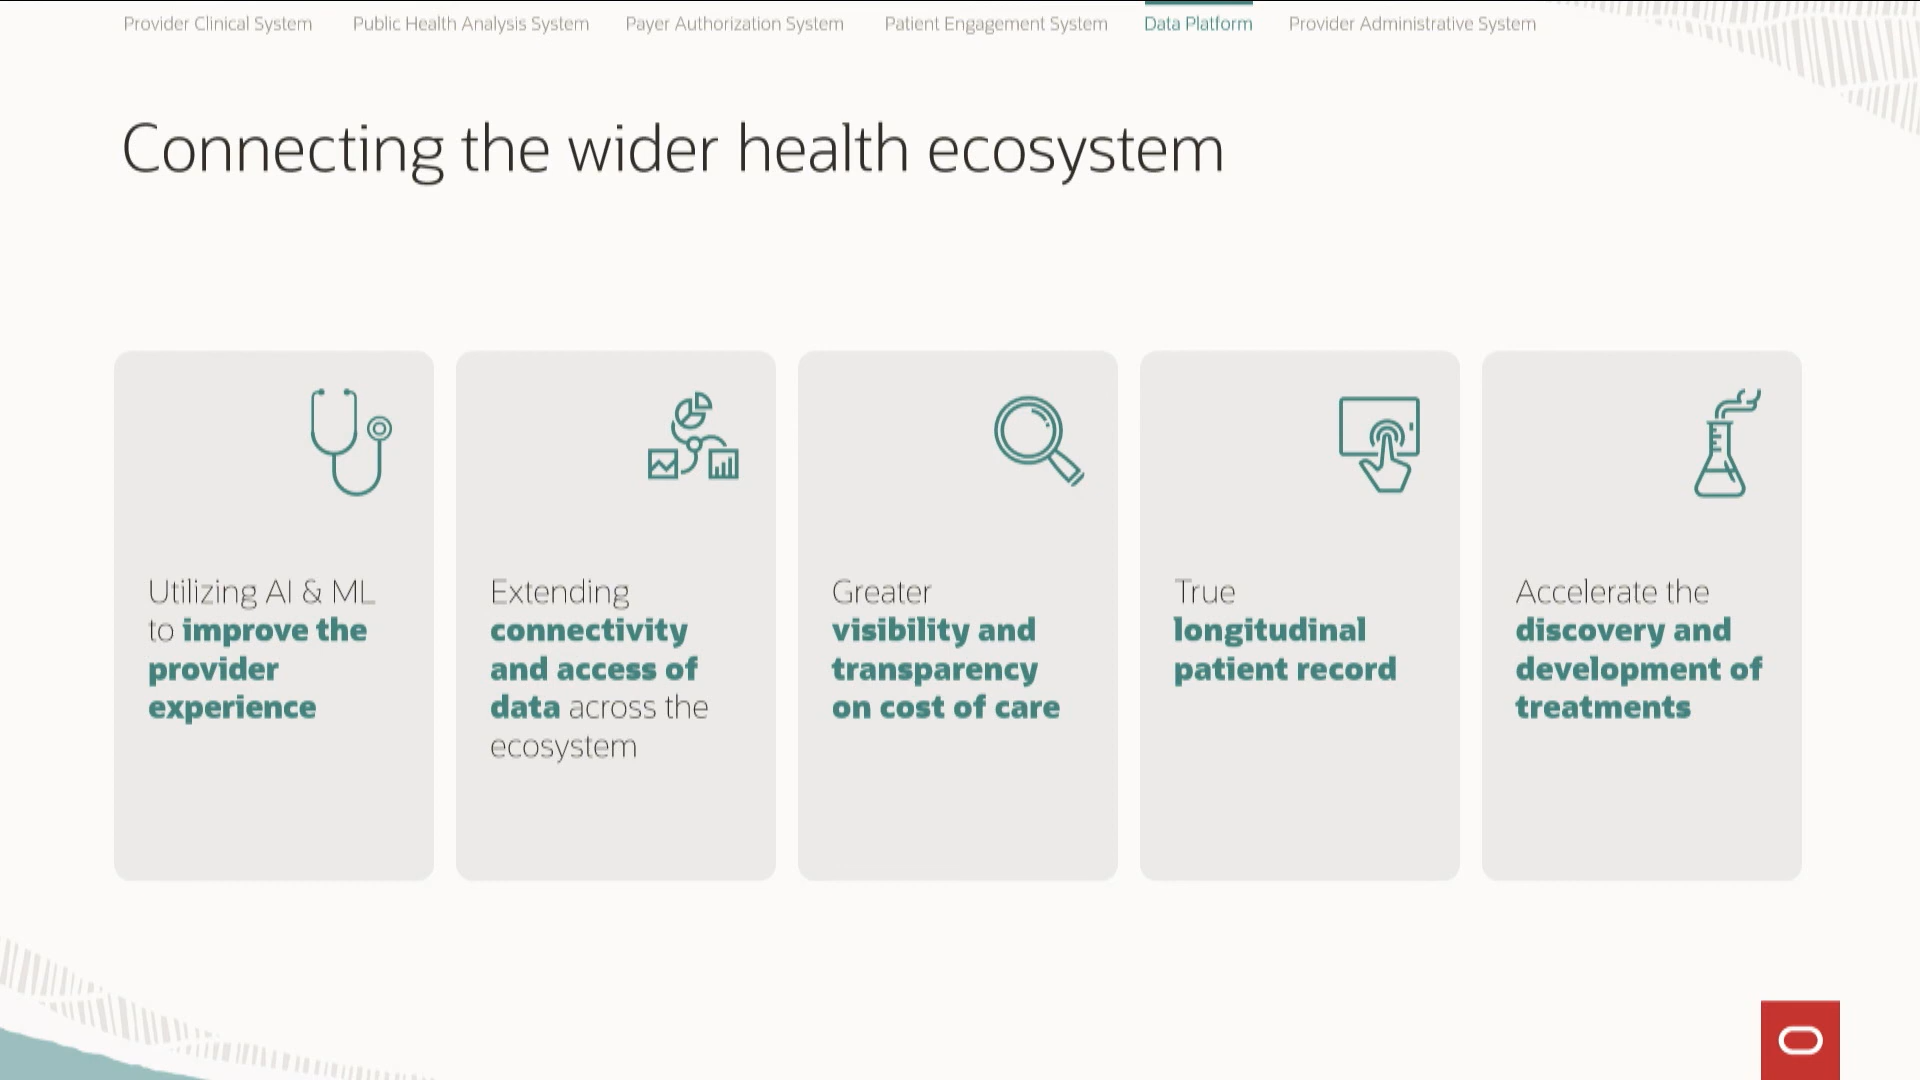 Provider Clinical System
Public Health Analysis System
Payer Authorization System
Patient Engagement System
Data Platform
Provider Administrative System
Connecting the wider health ecosystem
Utilizing AI & ML
to improve the
provider
experience
Extending
connectivity
and access of
data across the
ecosystem
Greater
visibility and
transparency
on cost of care
True
longitudinal
patient record
Accelerate the
discovery and
development of
treatments